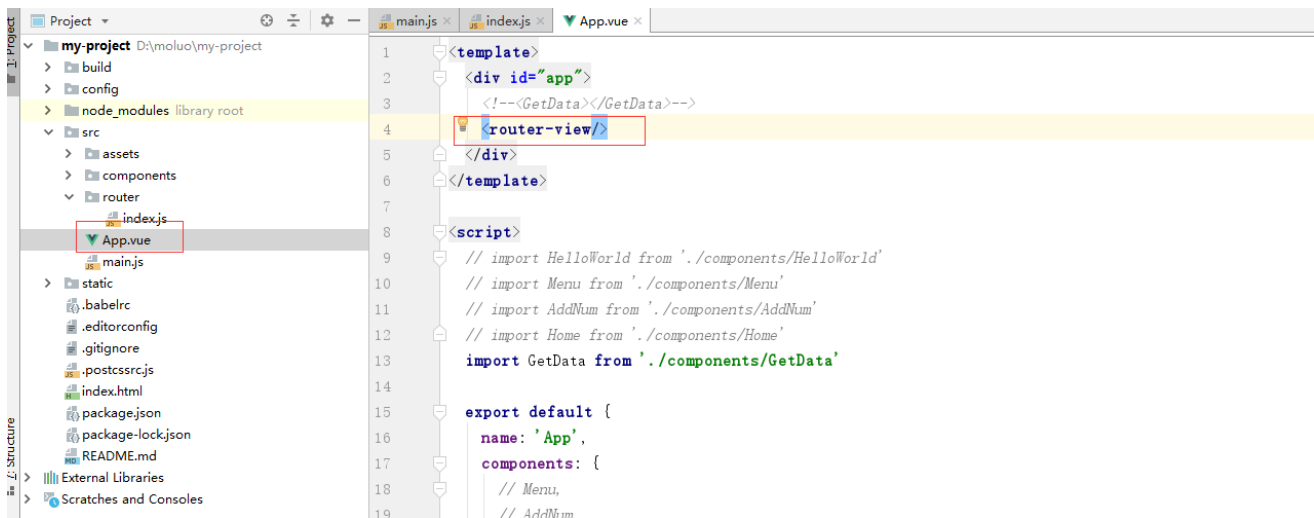 Project
main.js
index.js
App.vue
1: Project
my-project D:\moluo\my-project
build
config
node_modules library root
src
assets
components
router
index.js
App.vue
main.js
static
.babelrc
.editorconfig
.gitignore
.postcssrc.js
index.html
package.json
package-lock.json
README.md
External Libraries
Scratches and Consoles
Z: Structure
1 <template>
2 <div id="app">
3 <!--<GetData></GetData>-->
4 <router-view/>
5 </div>
6 </template>
7
8 <script>
9 // import HelloWorld from './components/HelloWorld'
10 // import Menu from './components/Menu'
11 // import AddNum from './components/AddNum'
12 // import Home from './components/Home'
13 import GetData from './components/GetData'
14
15 export default {
16 name: 'App',
17 components: {
18 // Menu,
19 // AddNum